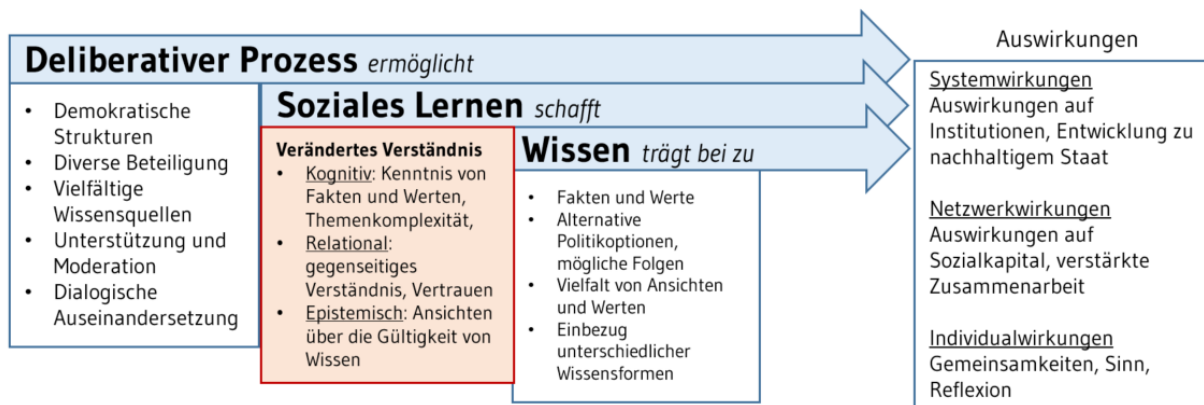 Deliberativer Prozess ermöglicht
• Demokratische
Strukturen
• Diverse Beteiligung
• Vielfältige
Wissensquellen
• Unterstützung und
Moderation
• Dialogische
Auseinandersetzung
Soziales Lernen schafft
Verändertes Verständnis
• Kognitiv: Kenntnis von
Fakten und Werten,
Themenkomplexität,
• Relational:
gegenseitiges
Verständnis, Vertrauen
• Epistemisch: Ansichten
über die Gültigkeit von
Wissen
Wissen trägt bei zu
• Fakten und Werte
• Alternative
Politikoptionen,
mögliche Folgen
• Vielfalt von Ansichten
und Werten
• Einbezug
unterschiedlicher
Wissensformen
Auswirkungen
Systemwirkungen
Auswirkungen auf
Institutionen, Entwicklung zu
nachhaltigem Staat
Netzwerkwirkungen
Auswirkungen auf
Sozialkapital, verstärkte
Zusammenarbeit
Individualwirkungen
Gemeinsamkeiten, Sinn,
Reflexion